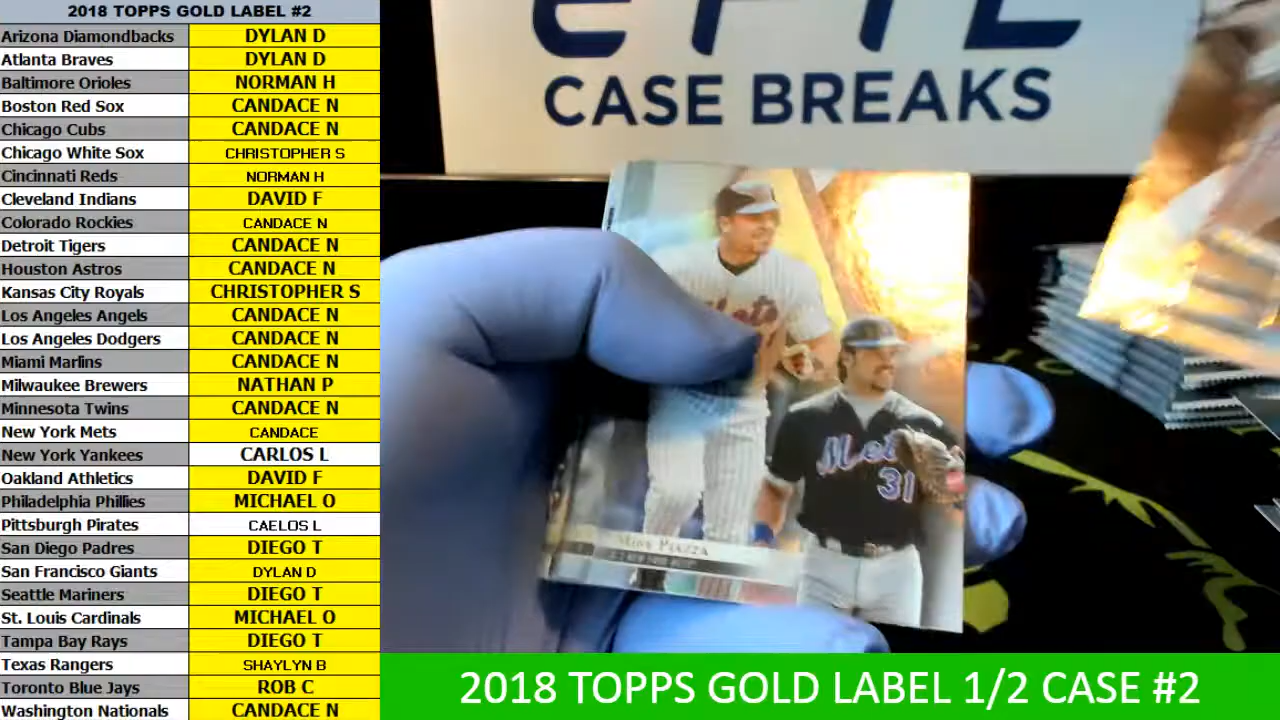 2018 TOPPS GOLD LABEL #2
Arizona Diamondbacks DYLAN D
Atlanta Braves DYLAN D
Baltimore Orioles NORMAN H
Boston Red Sox CANDACE N
Chicago Cubs CANDACE N
Chicago White Sox CHRISTOPHER S
Cincinnati Reds NORMAN H
Cleveland Indians DAVID F
Colorado Rockies CANDACE N
Detroit Tigers CANDACE N
Houston Astros CANDACE N
Kansas City Royals CHRISTOPHER S
Los Angeles Angels CANDACE N
Los Angeles Dodgers CANDACE N
Miami Marlins CANDACE N
Milwaukee Brewers NATHAN P
Minnesota Twins CANDACE N
New York Mets CANDACE
New York Yankees CARLOS L
Oakland Athletics DAVID F
Philadelphia Phillies MICHAEL O
Pittsburgh Pirates CAELOS L
San Diego Padres DIEGO T
San Francisco Giants DYLAN D
Seattle Mariners DIEGO T
St. Louis Cardinals MICHAEL O
Tampa Bay Rays DIEGO T
Texas Rangers SHAYLYN B
Toronto Blue Jays ROB C
Washington Nationals CANDACE N
CASE BREAKS
Mets
Mets
31
MIKE PIAZZA
2018 TOPPS GOLD LABEL 1/2 CASE #2